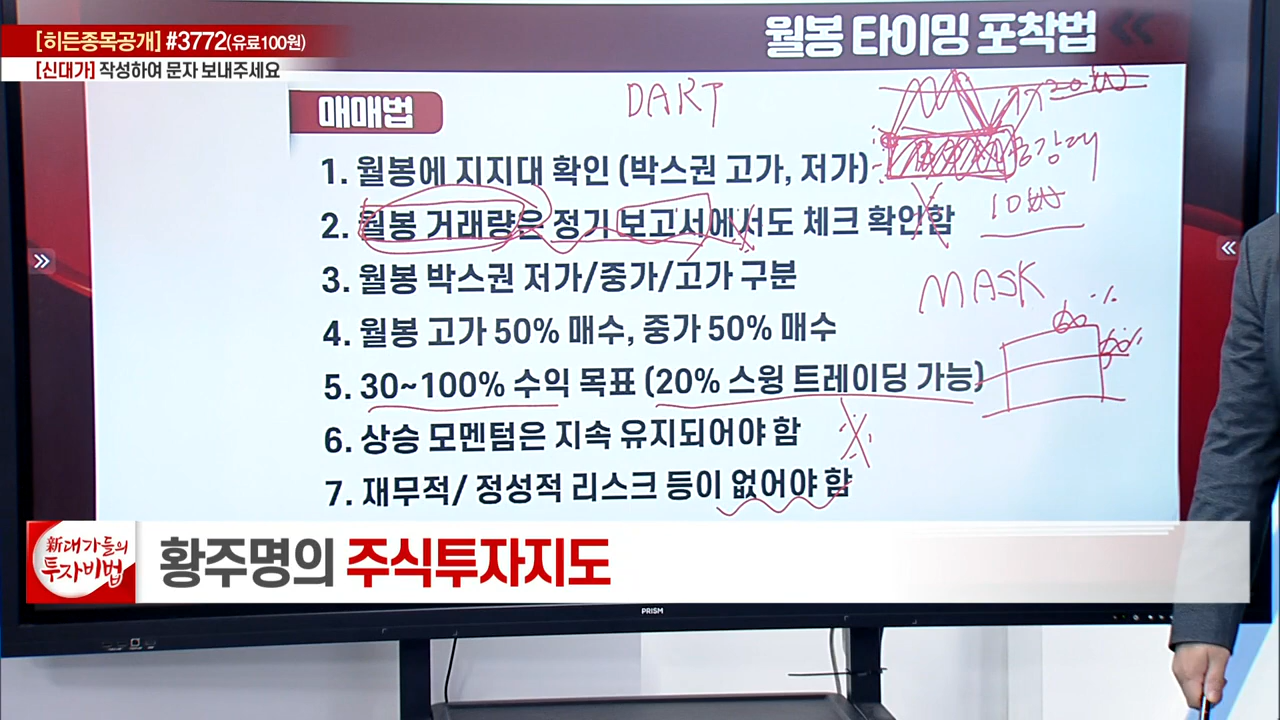 [히든종목공개] #3772(유료100원)
[신대가] 작성하여 문자 보내주세요
월봉 타이밍 포착법
매매법
DART
1. 월봉에 지지대 확인 (박스권 고가, 저가)
2. 월봉 거래량은 정기 보고서에서도 체크 확인함
3. 월봉 박스권 저가/중가/고가 구분
MASK
4. 월봉 고가 50% 매수, 중가 50% 매수
5. 30~100% 수익 목표 (20% 스윙 트레이딩 가능)
6. 상승 모멘텀은 지속 유지되어야 함
7. 재무적/ 정성적 리스크 등이 없어야 함
新대가들의
투자비법
황주명의 주식투자지도
PRISM